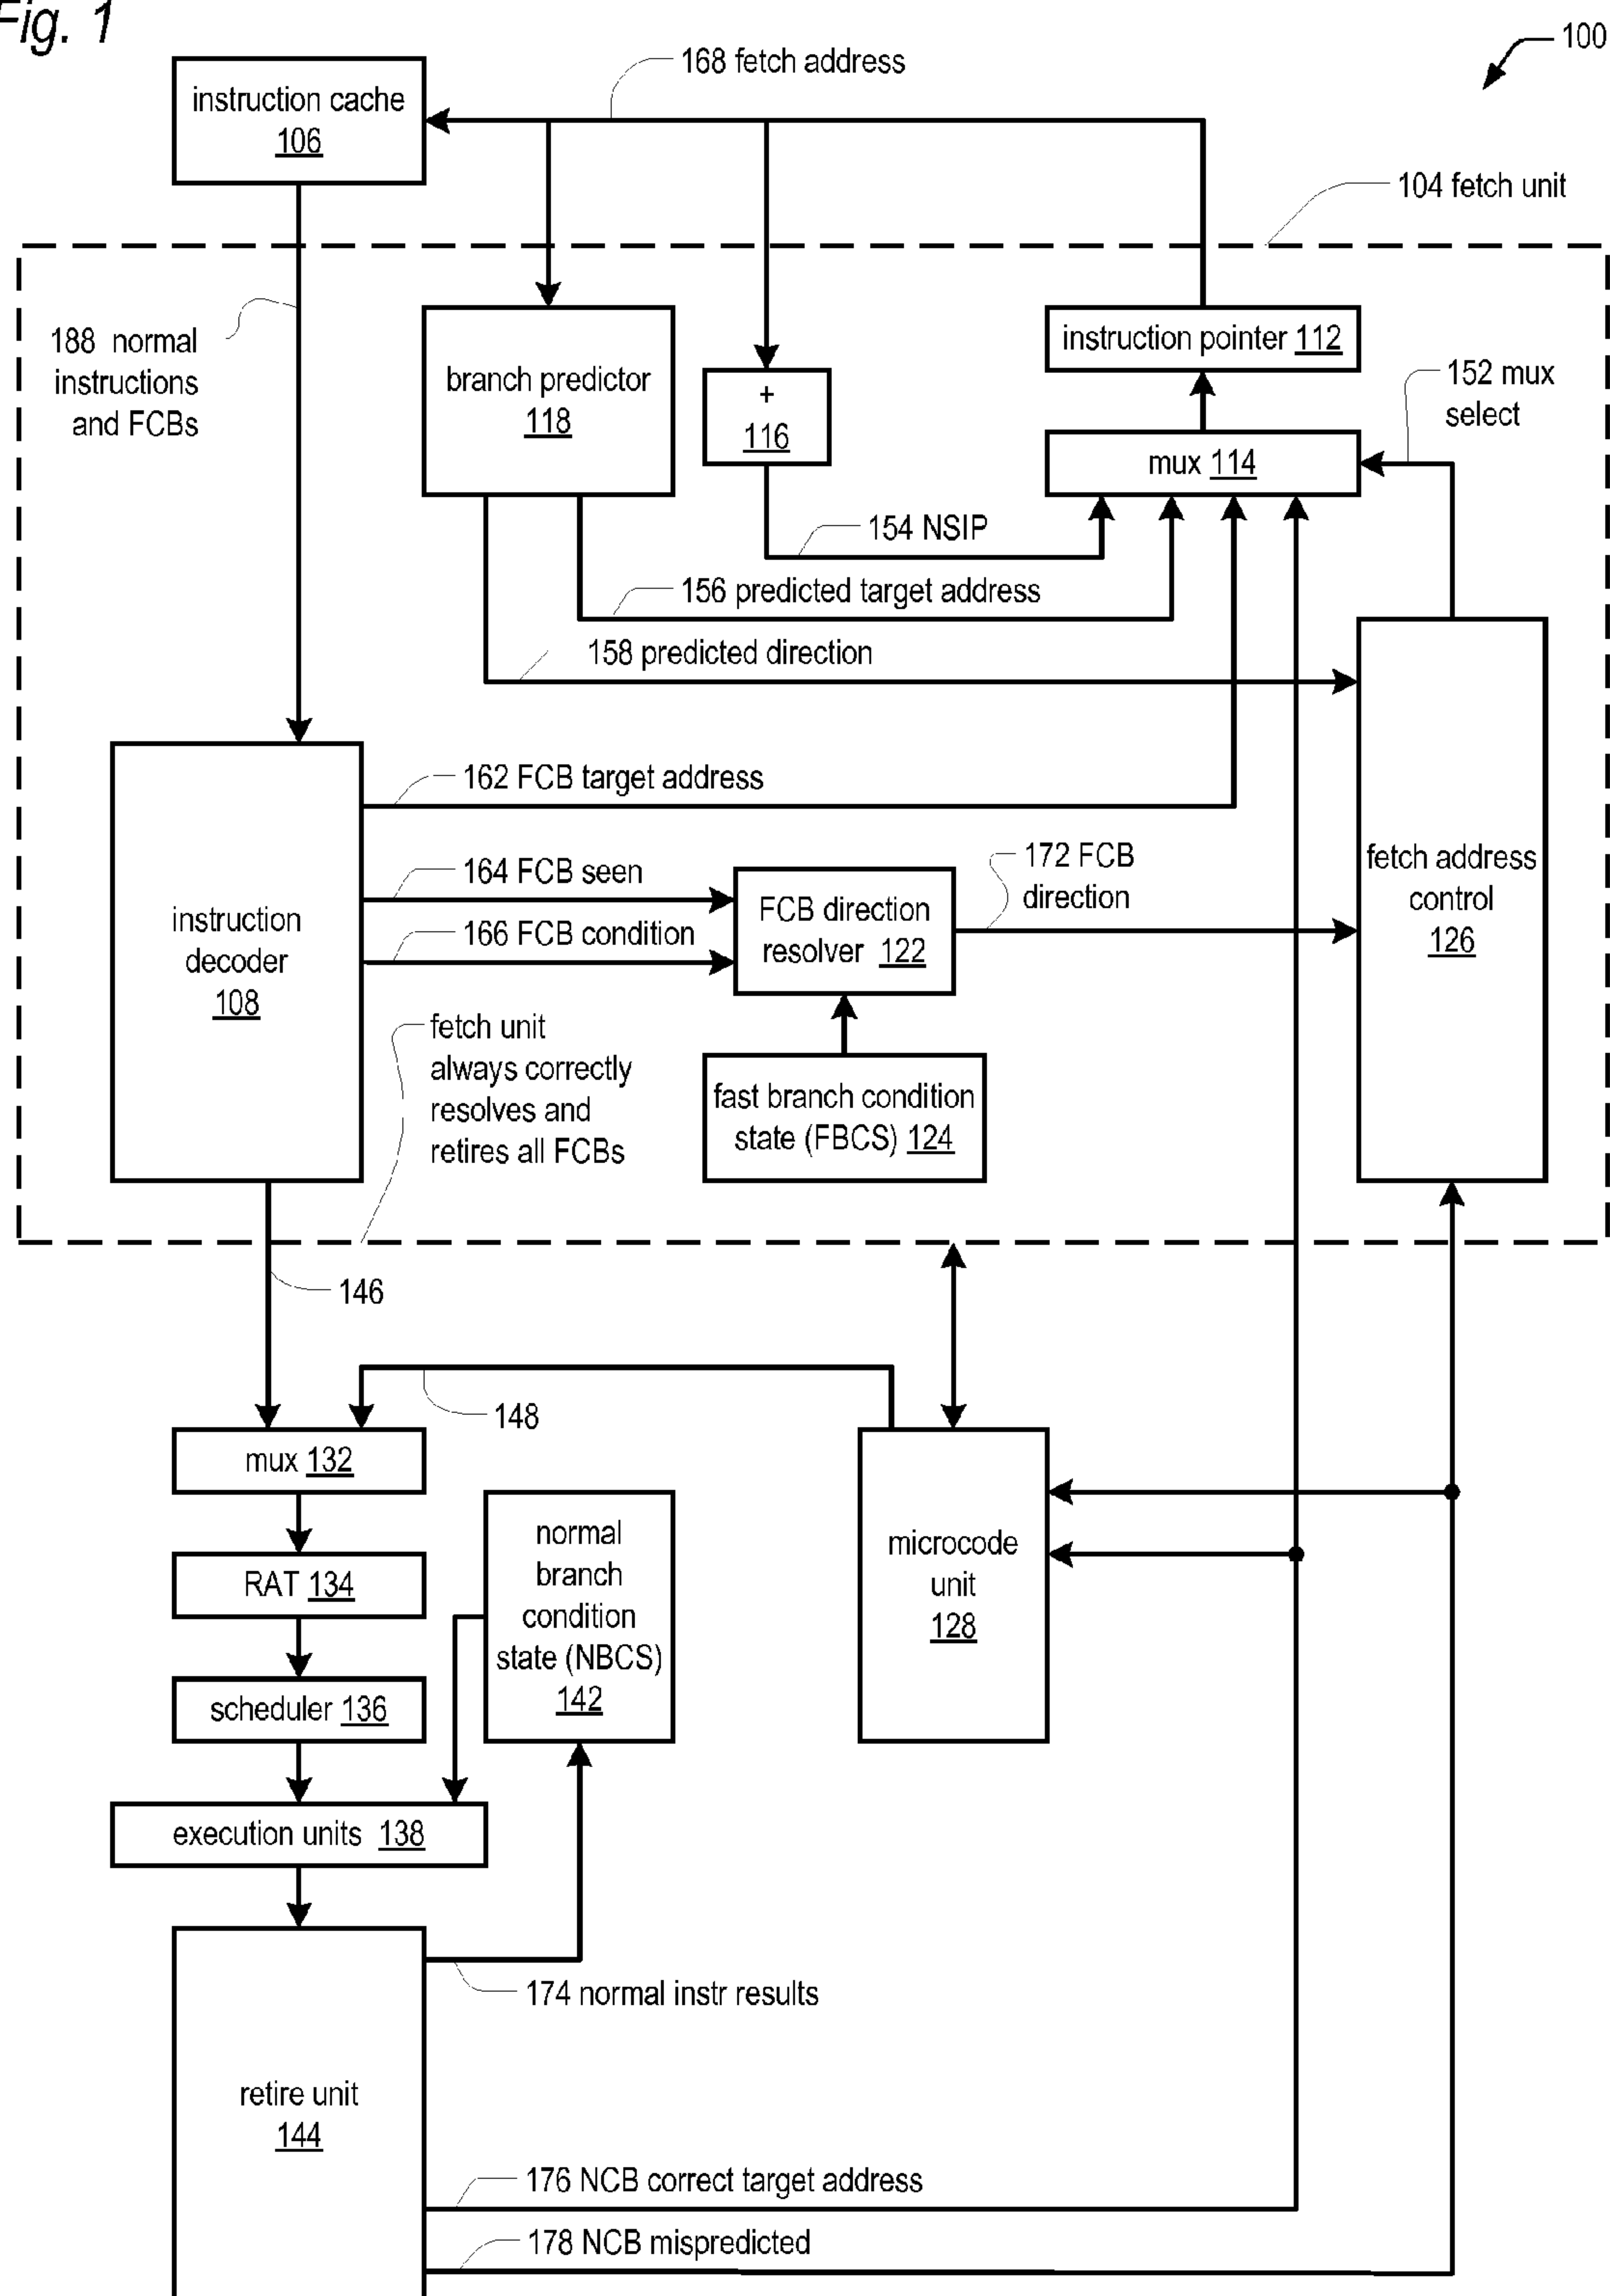 Fig. 1
100
168 fetch address
instruction cache
106
104 fetch unit
188 normal
instructions
and FCBs
branch predictor
118
+
116
instruction pointer 112
152 mux
select
mux 114
154 NSIP
156 predicted target address
158 predicted direction
162 FCB target address
164 FCB seen
166 FCB condition
instruction
decoder
108
FCB direction
resolver 122
172 FCB
direction
fetch address
control
126
fetch unit
always correctly
resolves and
retires all FCBs
fast branch condition
state (FBCS) 124
146
148
mux 132
RAT 134
scheduler 136
execution units 138
normal
branch
condition
state (NBCS)
142
microcode
unit
128
174 normal instr results
retire unit
144
176 NCB correct target address
178 NCB mispredicted